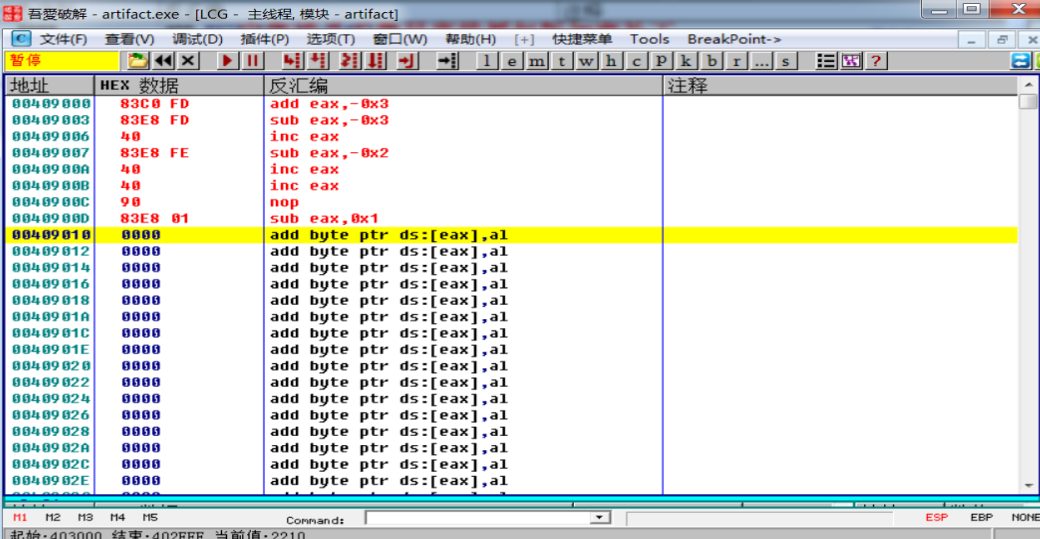 吾愛破解 - artifact.exe - [LCG - 主线程, 模块 - artifact]
文件(F) 查看(V) 调试(D) 插件(P) 选项(T) 窗口(W) 帮助(H) [+] 快捷菜单 Tools BreakPoint->
暂停 l e m t w h c P k b r ... s ?
地址 HEX 数据 反汇编 注释
00409000 83C0 FD add eax,-0x3
00409003 83E8 FD sub eax,-0x3
00409006 40 inc eax
00409007 83E8 FE sub eax,-0x2
0040900A 40 inc eax
0040900B 40 inc eax
0040900C 90 nop
0040900D 83E8 01 sub eax,0x1
00409010 0000 add byte ptr ds:[eax],al
00409012 0000 add byte ptr ds:[eax],al
00409014 0000 add byte ptr ds:[eax],al
00409016 0000 add byte ptr ds:[eax],al
00409018 0000 add byte ptr ds:[eax],al
0040901A 0000 add byte ptr ds:[eax],al
0040901C 0000 add byte ptr ds:[eax],al
0040901E 0000 add byte ptr ds:[eax],al
00409020 0000 add byte ptr ds:[eax],al
00409022 0000 add byte ptr ds:[eax],al
00409024 0000 add byte ptr ds:[eax],al
00409026 0000 add byte ptr ds:[eax],al
00409028 0000 add byte ptr ds:[eax],al
0040902A 0000 add byte ptr ds:[eax],al
0040902C 0000 add byte ptr ds:[eax],al
0040902E 0000 add byte ptr ds:[eax],al
M1 M2 M3 M4 M5 Command: ESP EBP NONE
起始:403000 结束:402FFF 当前值:2210